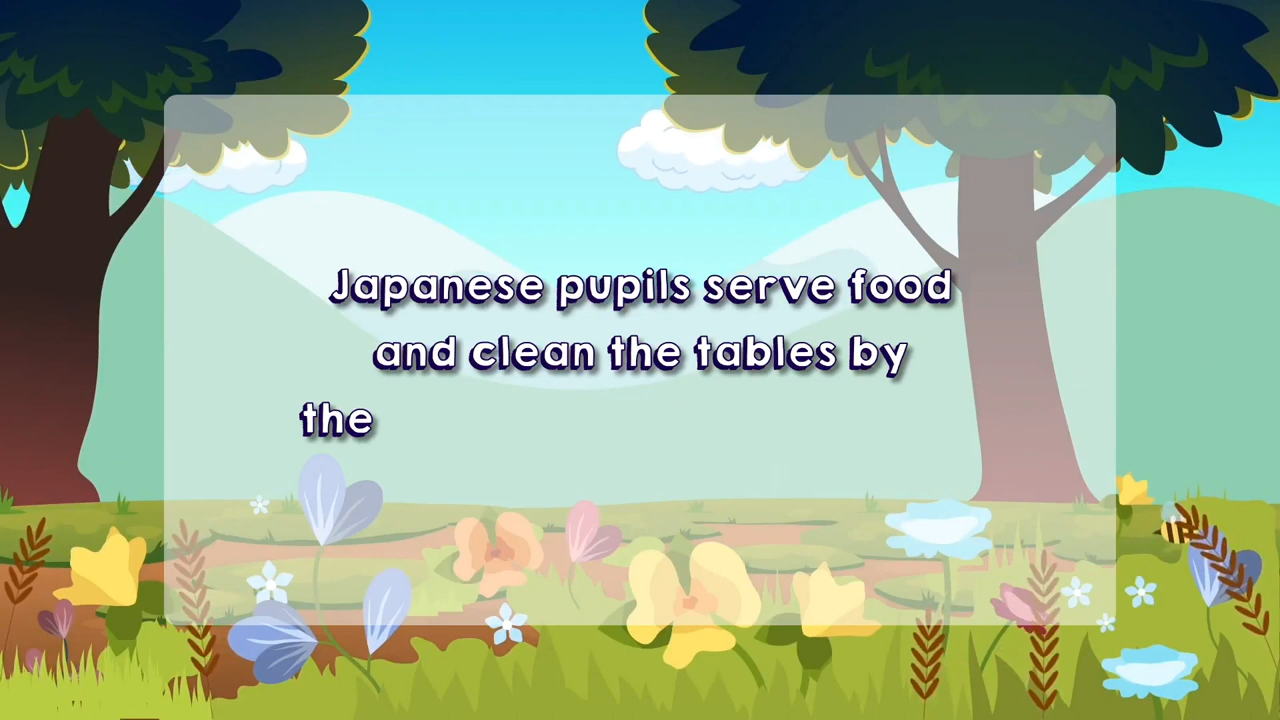 Japanese pupils serve food
and clean the tables by
the